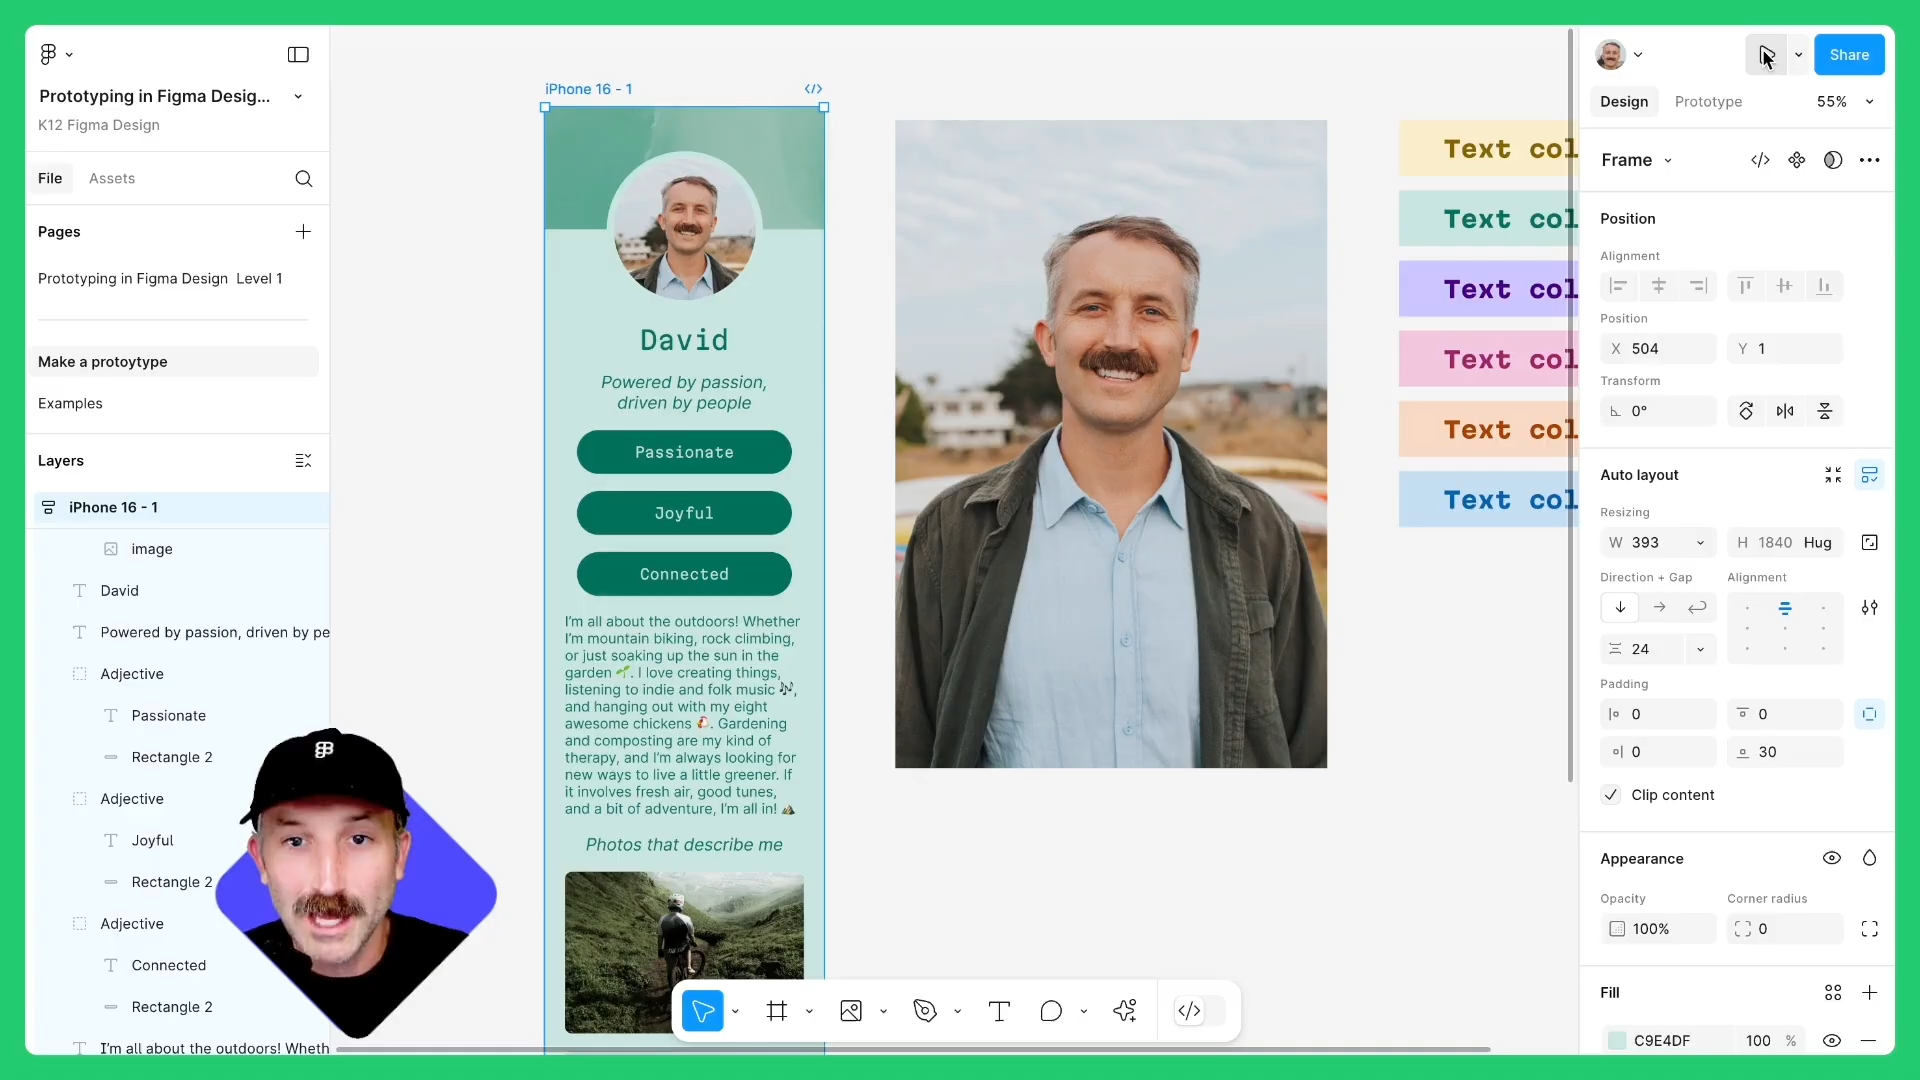 Prototyping in Figma Desig...
K12 Figma Design
File
Assets
Pages
Prototyping in Figma Design Level 1
Make a protoytype
Examples
Layers
iPhone 16 - 1
image
David
Powered by passion, driven by pe
Adjective
Passionate
Rectangle 2
Adjective
Joyful
Rectangle 2
Adjective
Connected
Rectangle 2
I'm all about the outdoors! Wheth
iPhone 16 - 1
David
Powered by passion,
driven by people
Passionate
Joyful
Connected
I'm all about the outdoors! Whether
I'm mountain biking, rock climbing,
or just soaking up the sun in the
garden 🌱. I love creating things,
listening to indie and folk music 🎶,
and hanging out with my eight
awesome chickens 🐔. Gardening
and composting are my kind of
therapy, and I'm always looking for
new ways to live a little greener. If
it involves fresh air, good tunes,
and a bit of adventure, I'm all in! ⛰️
Photos that describe me
Text col
Text col
Text col
Text col
Text col
Text col
Share
Design
Prototype
55%
Frame
Position
Alignment
Position
X 504
Y 1
Transform
0°
Auto layout
Resizing
W 393
H 1840 Hug
Direction + Gap
Alignment
24
Padding
0
0
0
30
Clip content
Appearance
Opacity
Corner radius
100%
0
Fill
C9E4DF
100 %